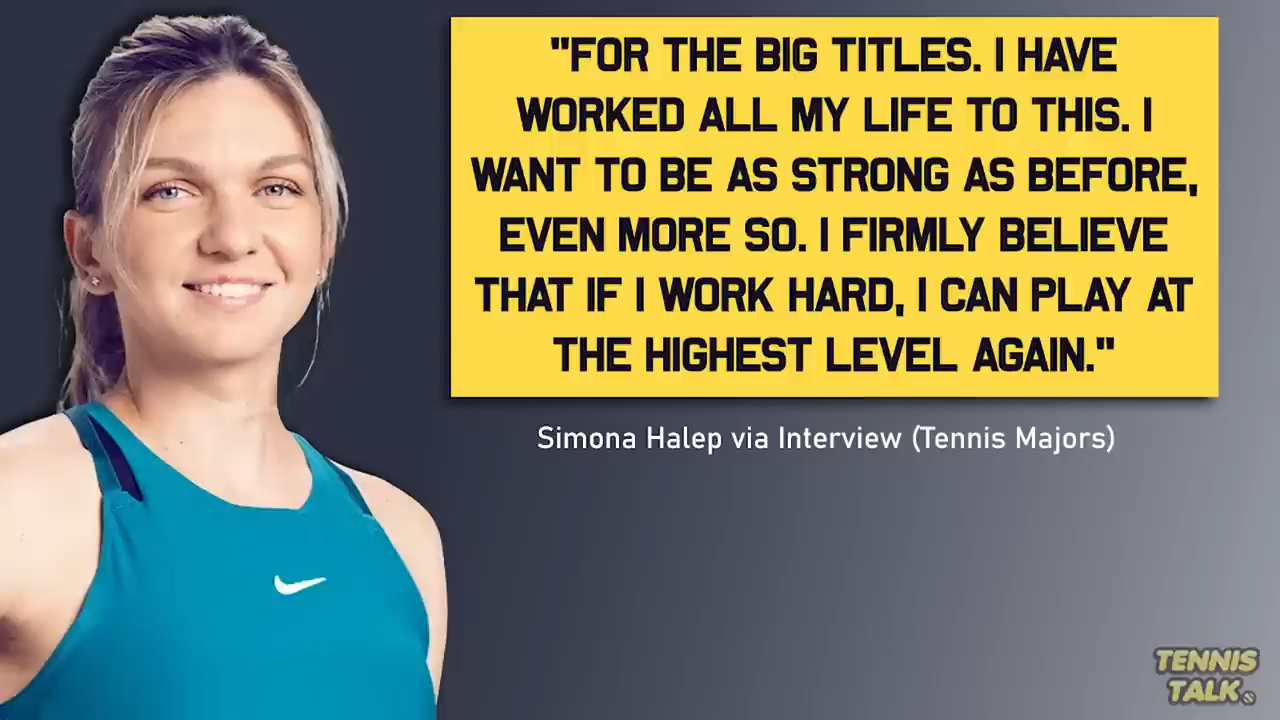 "FOR THE BIG TITLES. I HAVE
WORKED ALL MY LIFE TO THIS. I
WANT TO BE AS STRONG AS BEFORE,
EVEN MORE SO. I FIRMLY BELIEVE
THAT IF I WORK HARD, I CAN PLAY AT
THE HIGHEST LEVEL AGAIN."
Simona Halep via Interview (Tennis Majors)
TENNIS
TALK